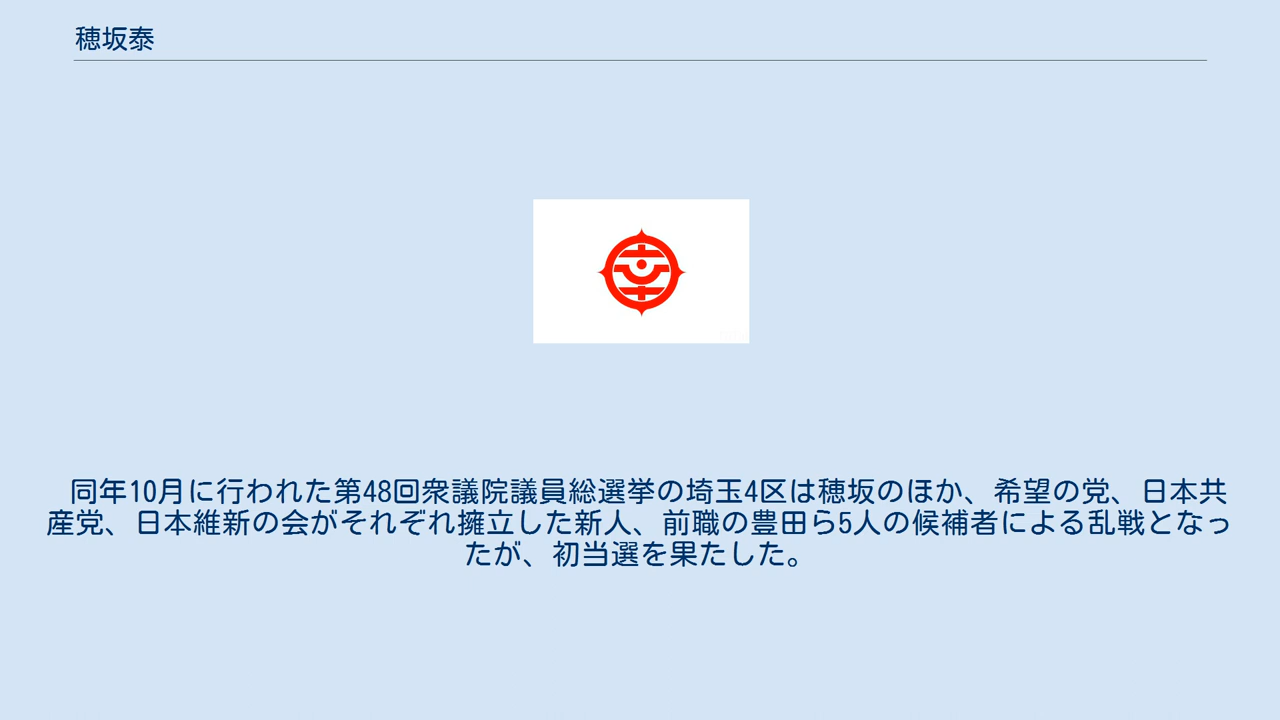 穂坂泰
同年10月に行われた第48回衆議院議員総選挙の埼玉4区は穂坂のほか、希望の党、日本共
産党、日本維新の会がそれぞれ擁立した新人、前職の豊田ら5人の候補者による乱戦となっ
たが、初当選を果たした。